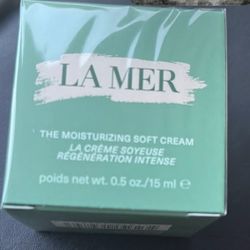 LA MER
THE MOISTURIZING SOFT CREAM
LA CRÈME SOYEUSE
RÉGÉNÉRATION INTENSE
poids net wt. 0.5 oz./15 ml ℮